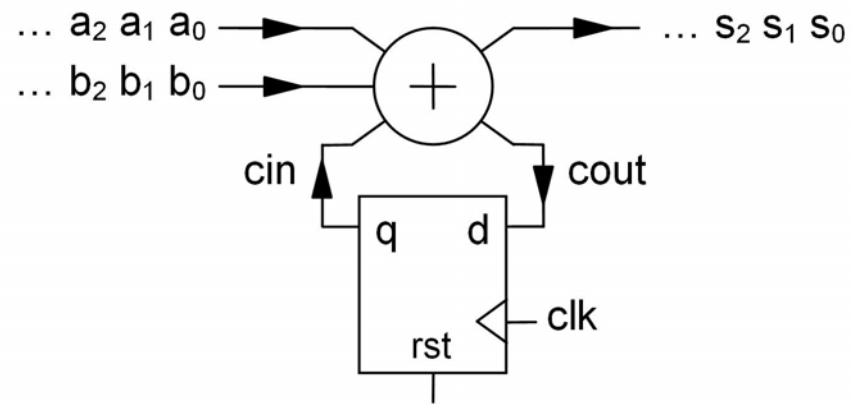 ... a₂ a₁ a₀
... s₂ s₁ s₀
... b₂ b₁ b₀
+
cin
cout
q
d
clk
rst